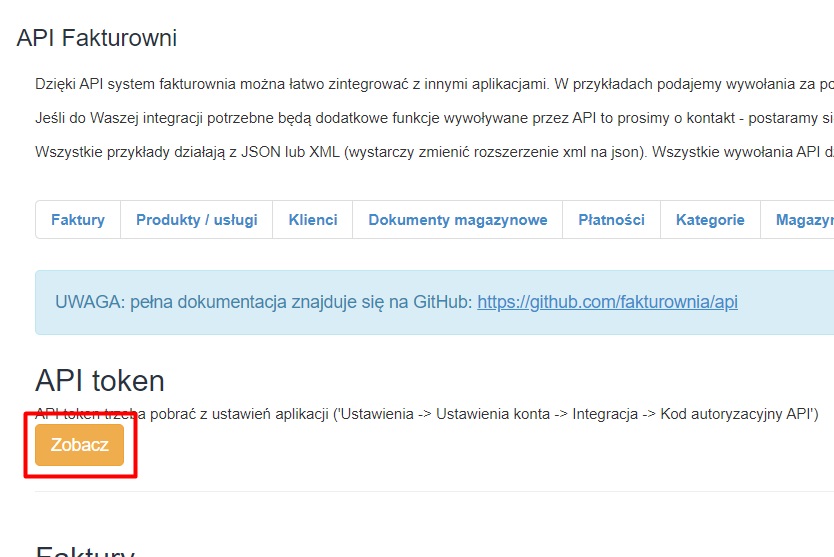 API Fakturowni
Dzięki API system fakturownia można łatwo zintegrować z innymi aplikacjami. W przykładach podajemy wywołania za po
Jeśli do Waszej integracji potrzebne będą dodatkowe funkcje wywoływane przez API to prosimy o kontakt - postaramy si
Wszystkie przykłady działają z JSON lub XML (wystarczy zmienić rozszerzenie xml na json). Wszystkie wywołania API d
Faktury Produkty / usługi Klienci Dokumenty magazynowe Płatności Kategorie Magazyn
UWAGA: pełna dokumentacja znajduje się na GitHub: https://github.com/fakturownia/api
API token
API token trzeba pobrać z ustawień aplikacji ('Ustawienia -> Ustawienia konta -> Integracja -> Kod autoryzacyjny API')
Zobacz
Faktury